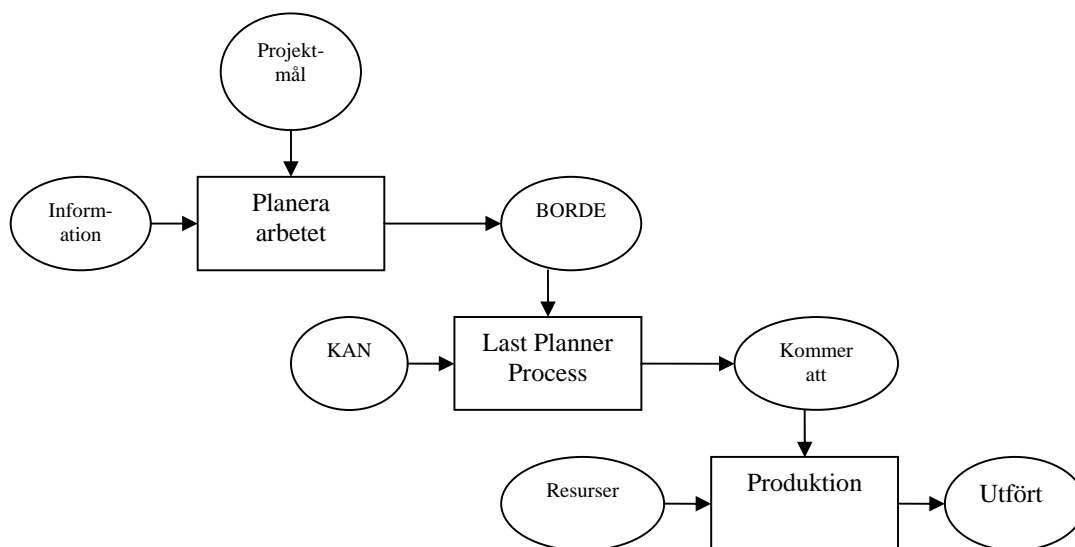 Projekt-
mål
Planera
arbetet
Inform-
ation
BORDE
Last Planner
Process
KAN
Kommer
att
Produktion
Resurser
Utfört